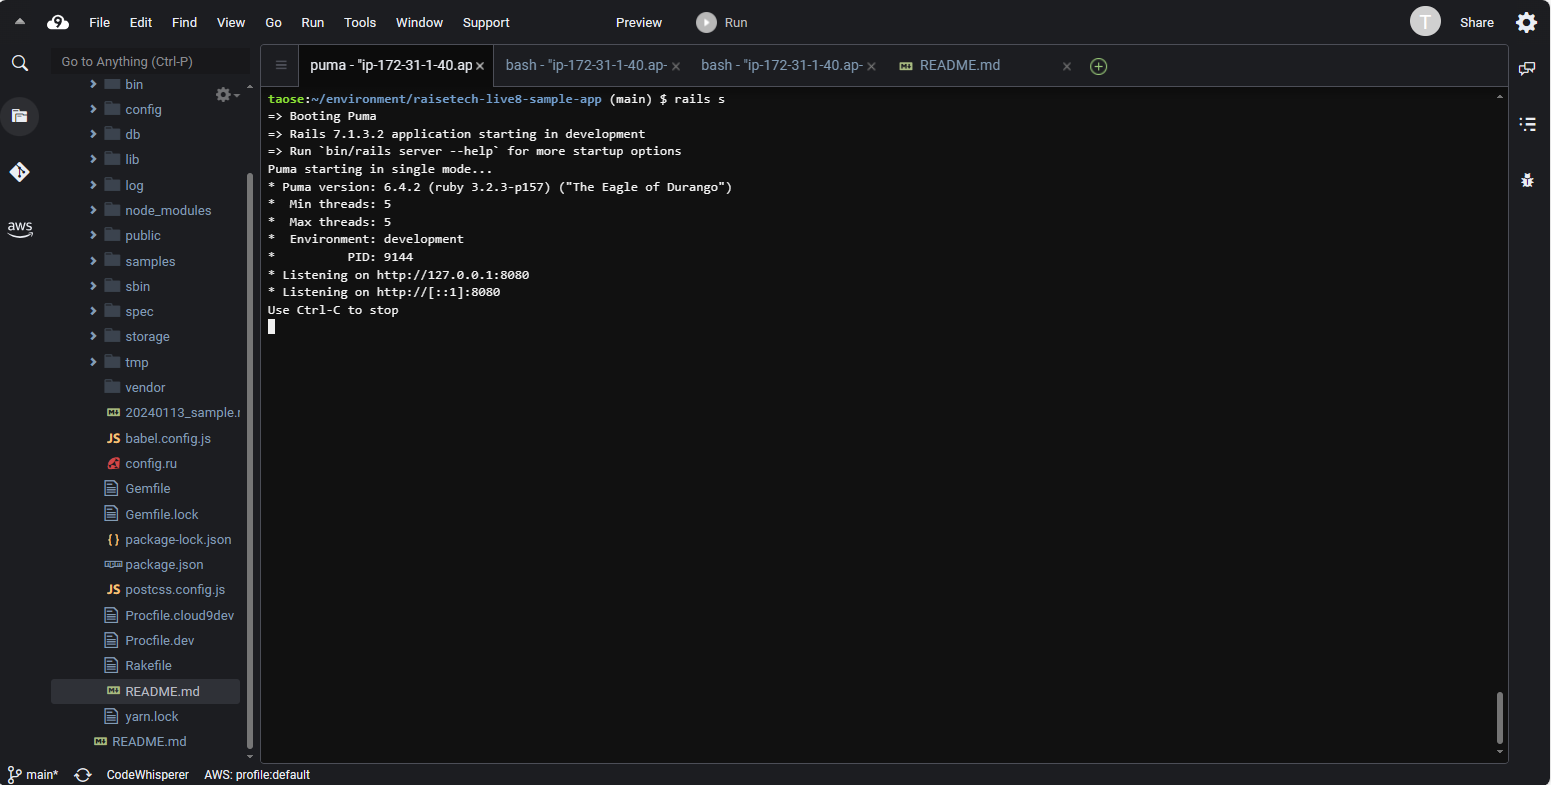 File Edit Find View Go Run Tools Window Support Preview Run T Share
Go to Anything (Ctrl-P)
puma - "ip-172-31-1-40.ap
bash - "ip-172-31-1-40.ap-
bash - "ip-172-31-1-40.ap-
README.md
bin
config
db
lib
log
node_modules
public
samples
sbin
spec
storage
tmp
vendor
20240113_sample.r
JS babel.config.js
config.ru
Gemfile
Gemfile.lock
{} package-lock.json
package.json
JS postcss.config.js
Procfile.cloud9dev
Procfile.dev
Rakefile
README.md
yarn.lock
README.md
aws
taose:~/environment/raisetech-live8-sample-app (main) $ rails s
=> Booting Puma
=> Rails 7.1.3.2 application starting in development
=> Run `bin/rails server --help` for more startup options
Puma starting in single mode...
* Puma version: 6.4.2 (ruby 3.2.3-p157) ("The Eagle of Durango")
*  Min threads: 5
*  Max threads: 5
*  Environment: development
*          PID: 9144
* Listening on http://127.0.0.1:8080
* Listening on http://[::1]:8080
Use Ctrl-C to stop
main* CodeWhisperer AWS: profile:default